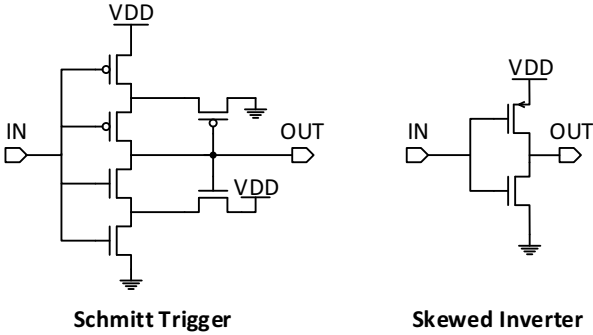 VDD
VDD
IN
OUT
IN
OUT
VDD
Schmitt Trigger
Skewed Inverter